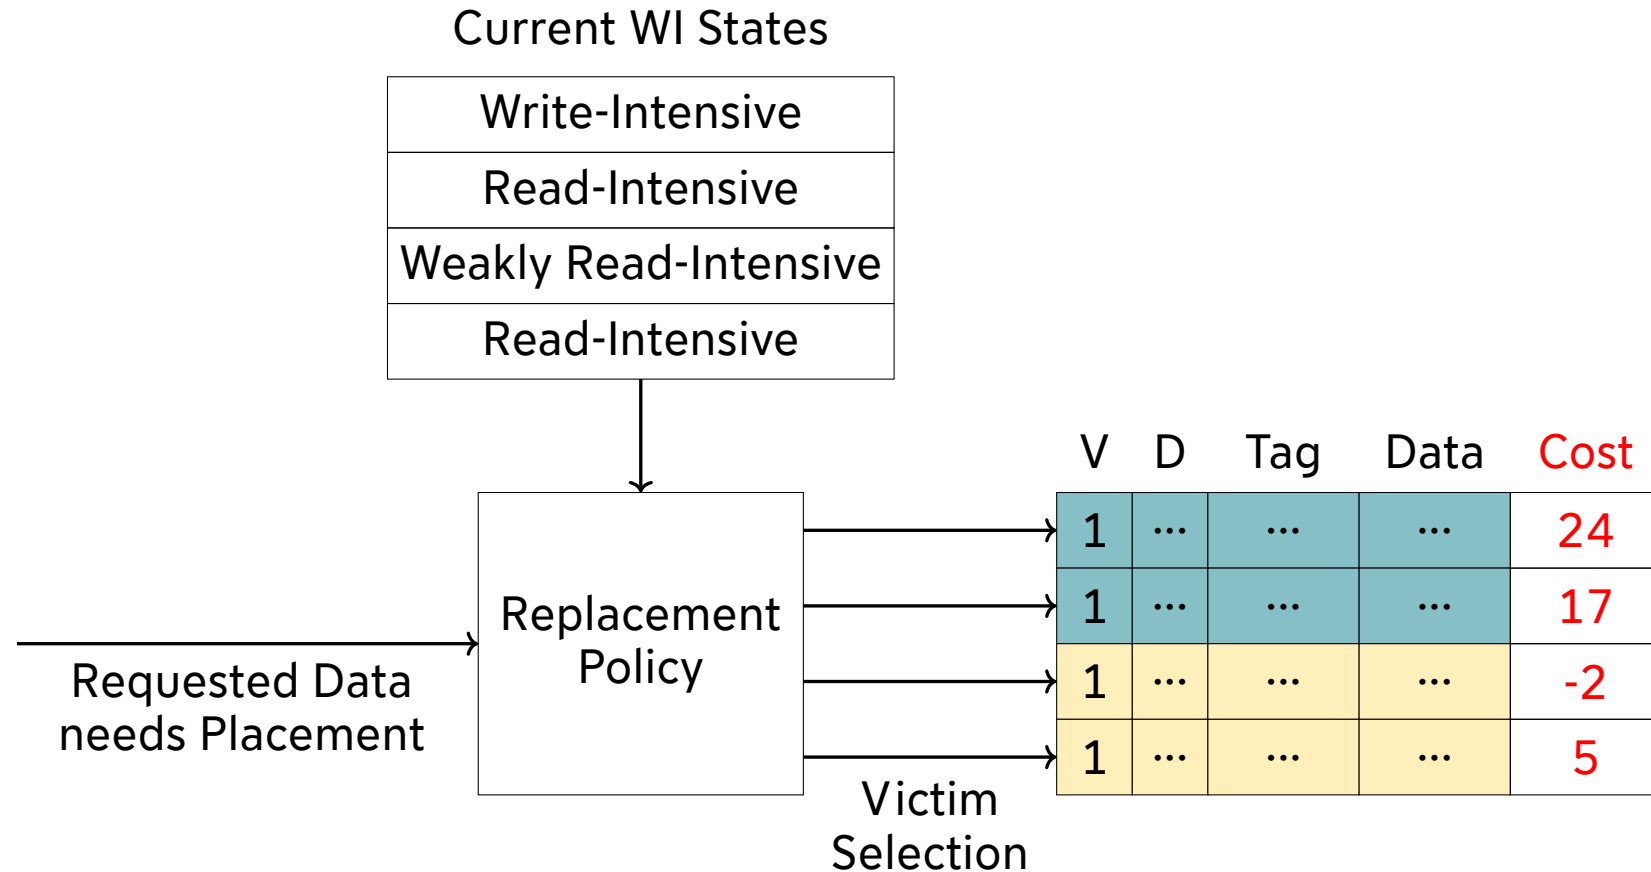 Current WI States
Write-Intensive
Read-Intensive
Weakly Read-Intensive
Read-Intensive
V D Tag Data Cost
1 ... ... ... 24
1 ... ... ... 17
1 ... ... ... -2
1 ... ... ... 5
Replacement
Policy
Requested Data
needs Placement
Victim
Selection